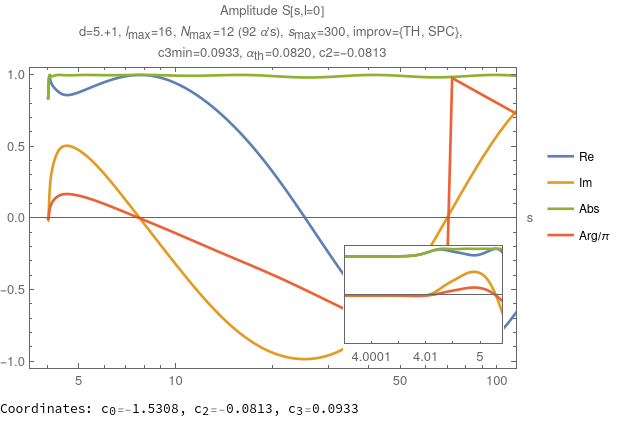 Amplitude S[s,l=0]
d=5.+1, lmax=16, Nmax=12 (92 α's), smax=300, improv={TH, SPC},
c3min=0.0933, αth=0.0820, c2=-0.0813
1.0
0.5
0.0
-0.5
-1.0
5
10
50
100
s
4.0001
4.01
5
Re
Im
Abs
Arg/π
Coordinates: c0=-1.5308, c2=-0.0813, c3=0.0933